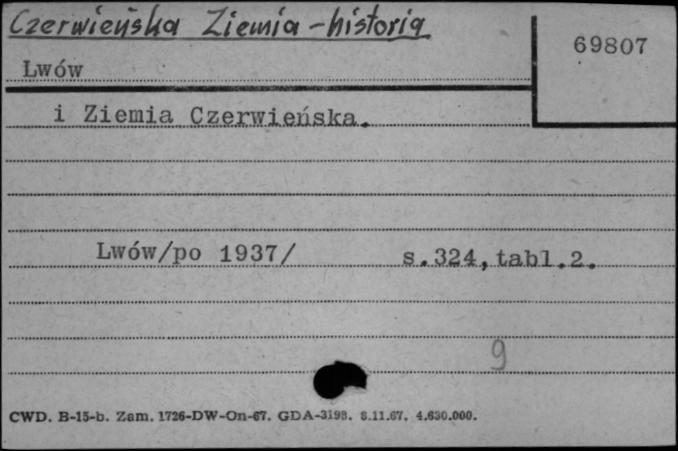 Czerwieńska Ziemia - historia
69807
Lwów
i Ziemia Czerwieńska.
Lwów/po 1937/ s.324,tabl.2.
9
CWD. B-15-b. Zam. 1726-DW-On-67. GDA-3198. 8.11.67. 4.630.000.